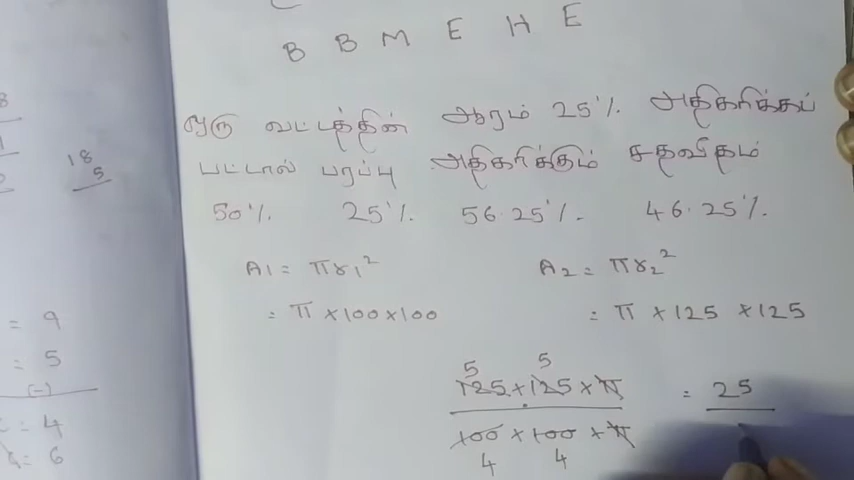 B B M E H E
ஒரு வட்டத்தின் ஆரம் 25% அதிகரிக்கப்
பட்டால் பரப்பு அதிகரிக்கும் சதவீதம்
50% 25% 56.25% 46.25%
A1 = πr₁² A2 = πr₂²
= π × 100 × 100 = π × 125 × 125
5 5
125 × 125 × π = 25
100 × 100 × π
4 4
18
5
= 9
= 5
(-)
= 4
= 6